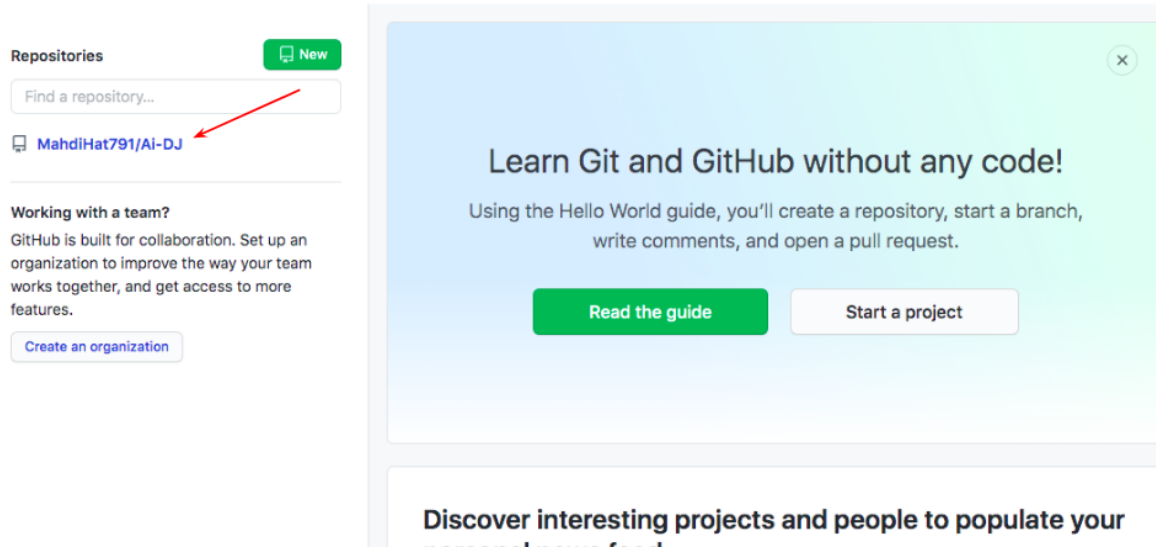 Repositories
New
Find a repository...
MahdiHat791/Ai-DJ
Working with a team?
GitHub is built for collaboration. Set up an
organization to improve the way your team
works together, and get access to more
features.
Create an organization
Learn Git and GitHub without any code!
Using the Hello World guide, you’ll create a repository, start a branch,
write comments, and open a pull request.
Read the guide
Start a project
Discover interesting projects and people to populate your